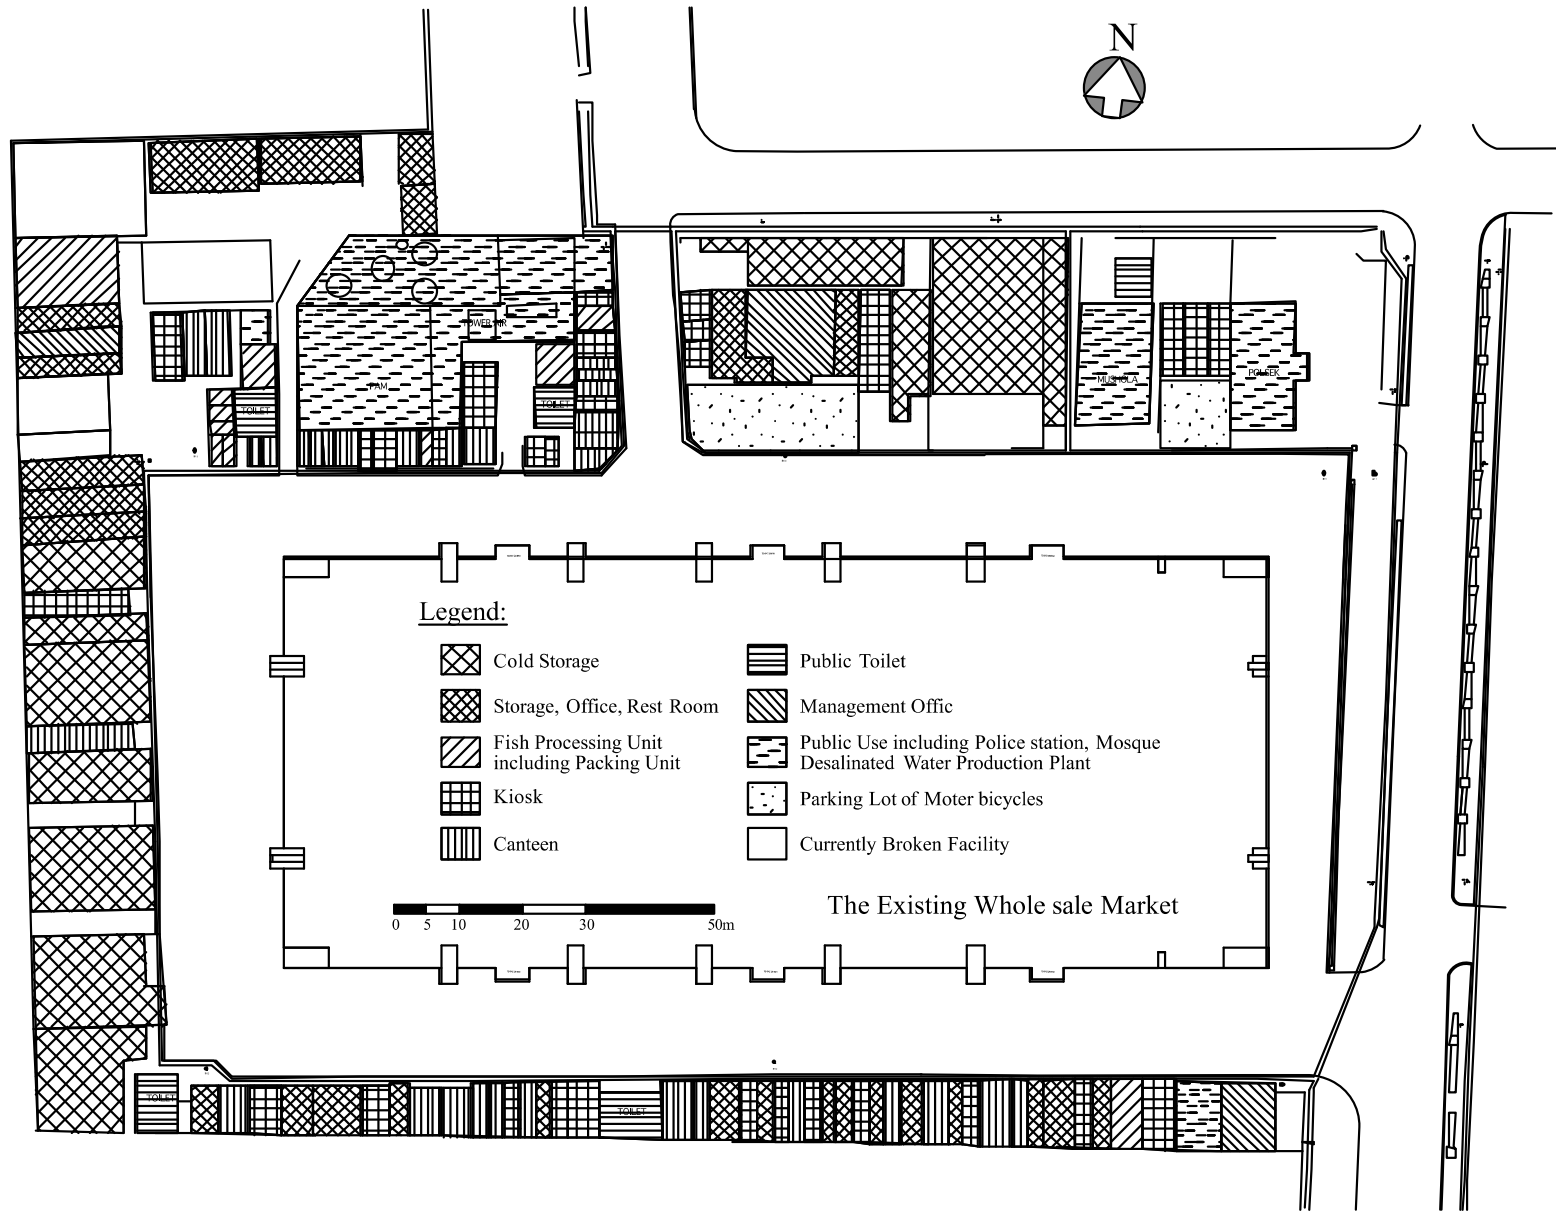 N
TOWER AIR
PAM
TOILET
TOILET
MUSHOLA
POLSEK
Legend:
Cold Storage
Storage, Office, Rest Room
Fish Processing Unit
including Packing Unit
Kiosk
Canteen
Public Toilet
Management Offic
Public Use including Police station, Mosque
Desalinated Water Production Plant
Parking Lot of Moter bicycles
Currently Broken Facility
0 5 10 20 30 50m
The Existing Whole sale Market
TOILET
TOILET